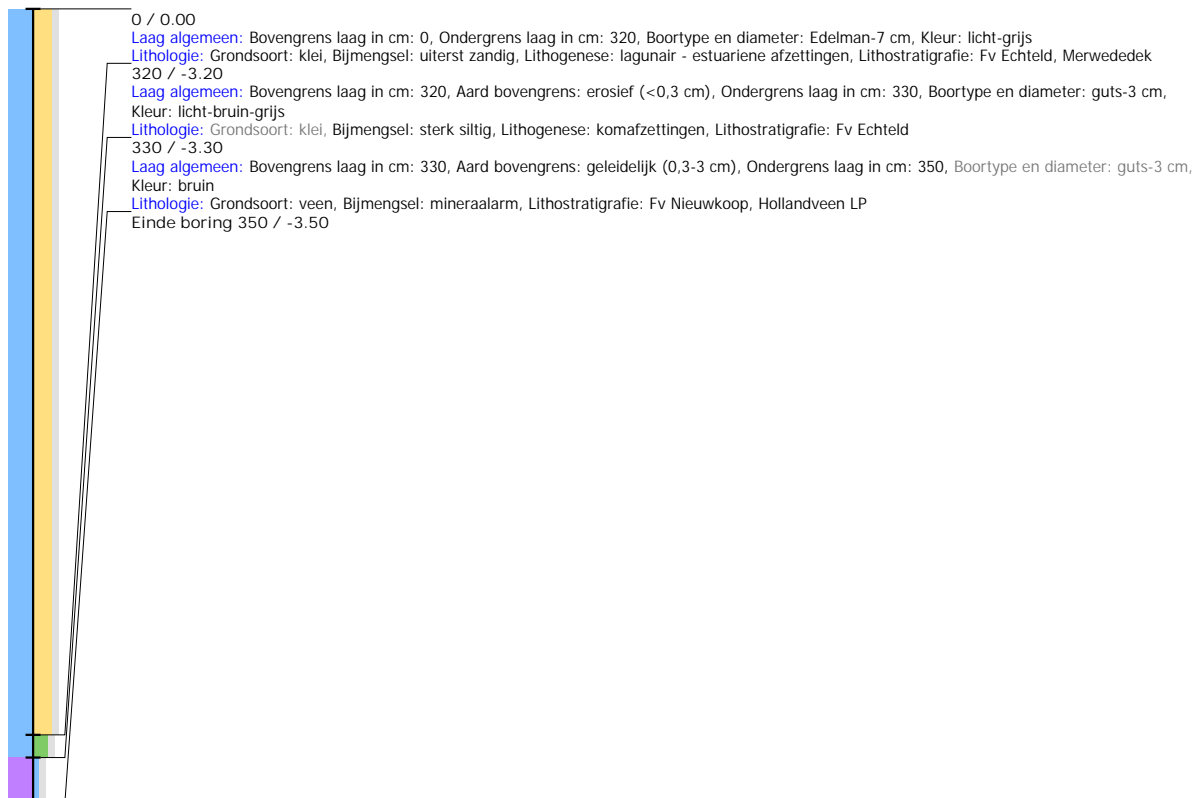 0 / 0.00
Laag algemeen: Bovengrens laag in cm: 0, Ondergrens laag in cm: 320, Boortype en diameter: Edelman-7 cm, Kleur: licht-grijs
Lithologie: Grondsoort: klei, Bijmengsel: uiterst zandig, Lithogenese: lagunair - estuariene afzettingen, Lithostratigrafie: Fv Echteld, Merwededek
320 / -3.20
Laag algemeen: Bovengrens laag in cm: 320, Aard bovengrens: erosief (<0,3 cm), Ondergrens laag in cm: 330, Boortype en diameter: guts-3 cm,
Kleur: licht-bruin-grijs
Lithologie: Grondsoort: klei, Bijmengsel: sterk siltig, Lithogenese: komafzettingen, Lithostratigrafie: Fv Echteld
330 / -3.30
Laag algemeen: Bovengrens laag in cm: 330, Aard bovengrens: geleidelijk (0,3-3 cm), Ondergrens laag in cm: 350, Boortype en diameter: guts-3 cm,
Kleur: bruin
Lithologie: Grondsoort: veen, Bijmengsel: mineraalarm, Lithostratigrafie: Fv Nieuwkoop, Hollandveen LP
Einde boring 350 / -3.50